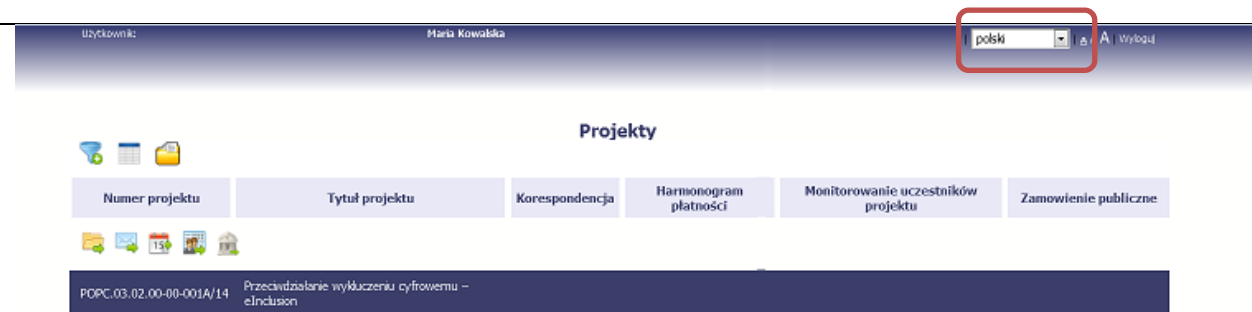 Użytkownik: Maria Kowalska | polski | A A A | Wyloguj
Projekty
Numer projektu Tytuł projektu Korespondencja Harmonogram płatności Monitorowanie uczestników projektu Zamowienie publiczne
POPC.03.02.00-00-001A/14 Przeciwdziałanie wykluczeniu cyfrowemu –
eInclusion